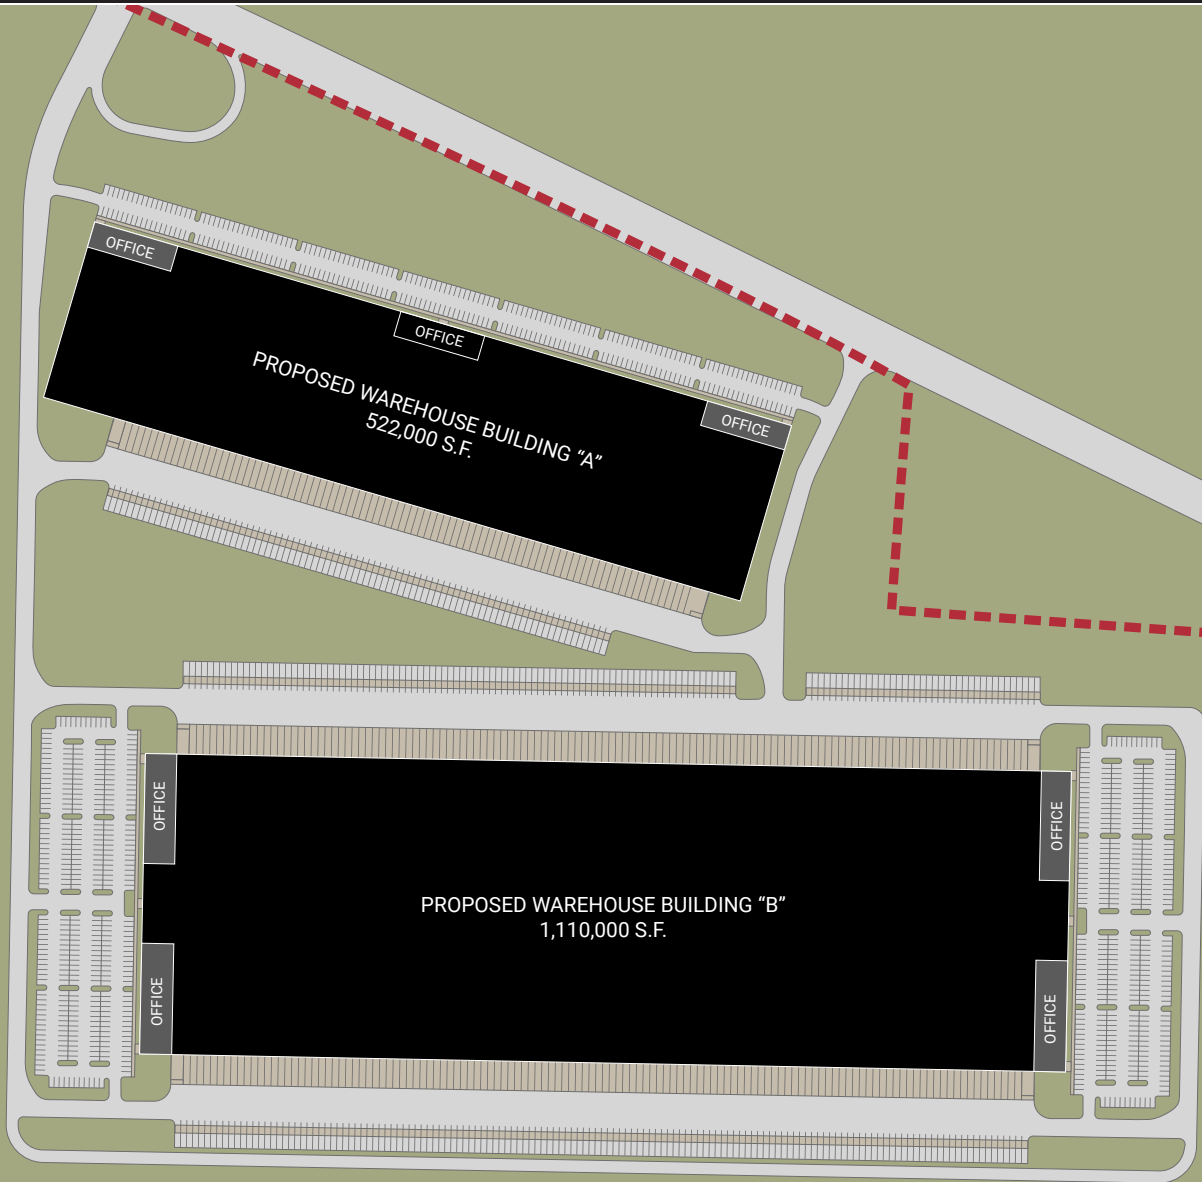 OFFICE
OFFICE
PROPOSED WAREHOUSE BUILDING “A”
522,000 S.F.
OFFICE
OFFICE
OFFICE
PROPOSED WAREHOUSE BUILDING “B”
1,110,000 S.F.
OFFICE
OFFICE